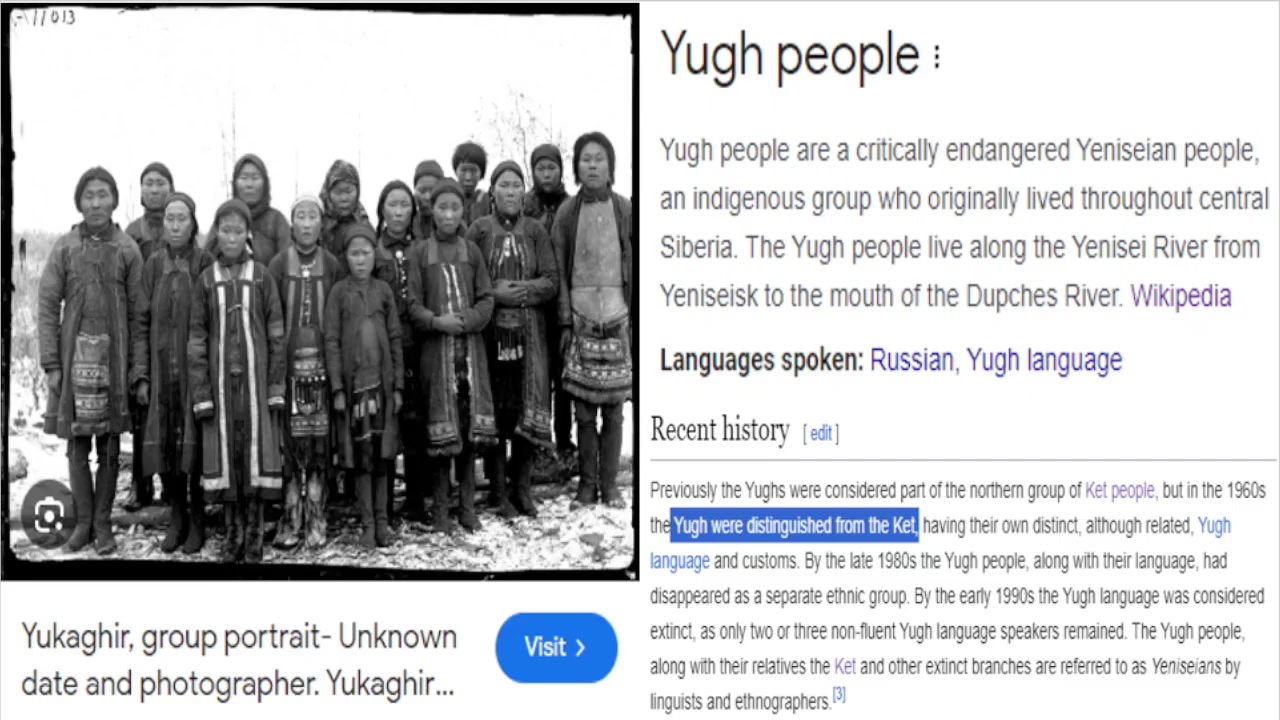 Yugh people
Yugh people are a critically endangered Yeniseian people,
an indigenous group who originally lived throughout central
Siberia. The Yugh people live along the Yenisei River from
Yeniseisk to the mouth of the Dupches River. Wikipedia
Languages spoken: Russian, Yugh language
Recent history [ edit ]
Previously the Yughs were considered part of the northern group of Ket people, but in the 1960s
the Yugh were distinguished from the Ket, having their own distinct, although related, Yugh
language and customs. By the late 1980s the Yugh people, along with their language, had
disappeared as a separate ethnic group. By the early 1990s the Yugh language was considered
extinct, as only two or three non-fluent Yugh language speakers remained. The Yugh people,
along with their relatives the Ket and other extinct branches are referred to as Yeniseians by
linguists and ethnographers.[3]
Yukaghir, group portrait- Unknown
date and photographer. Yukaghir...
Visit >